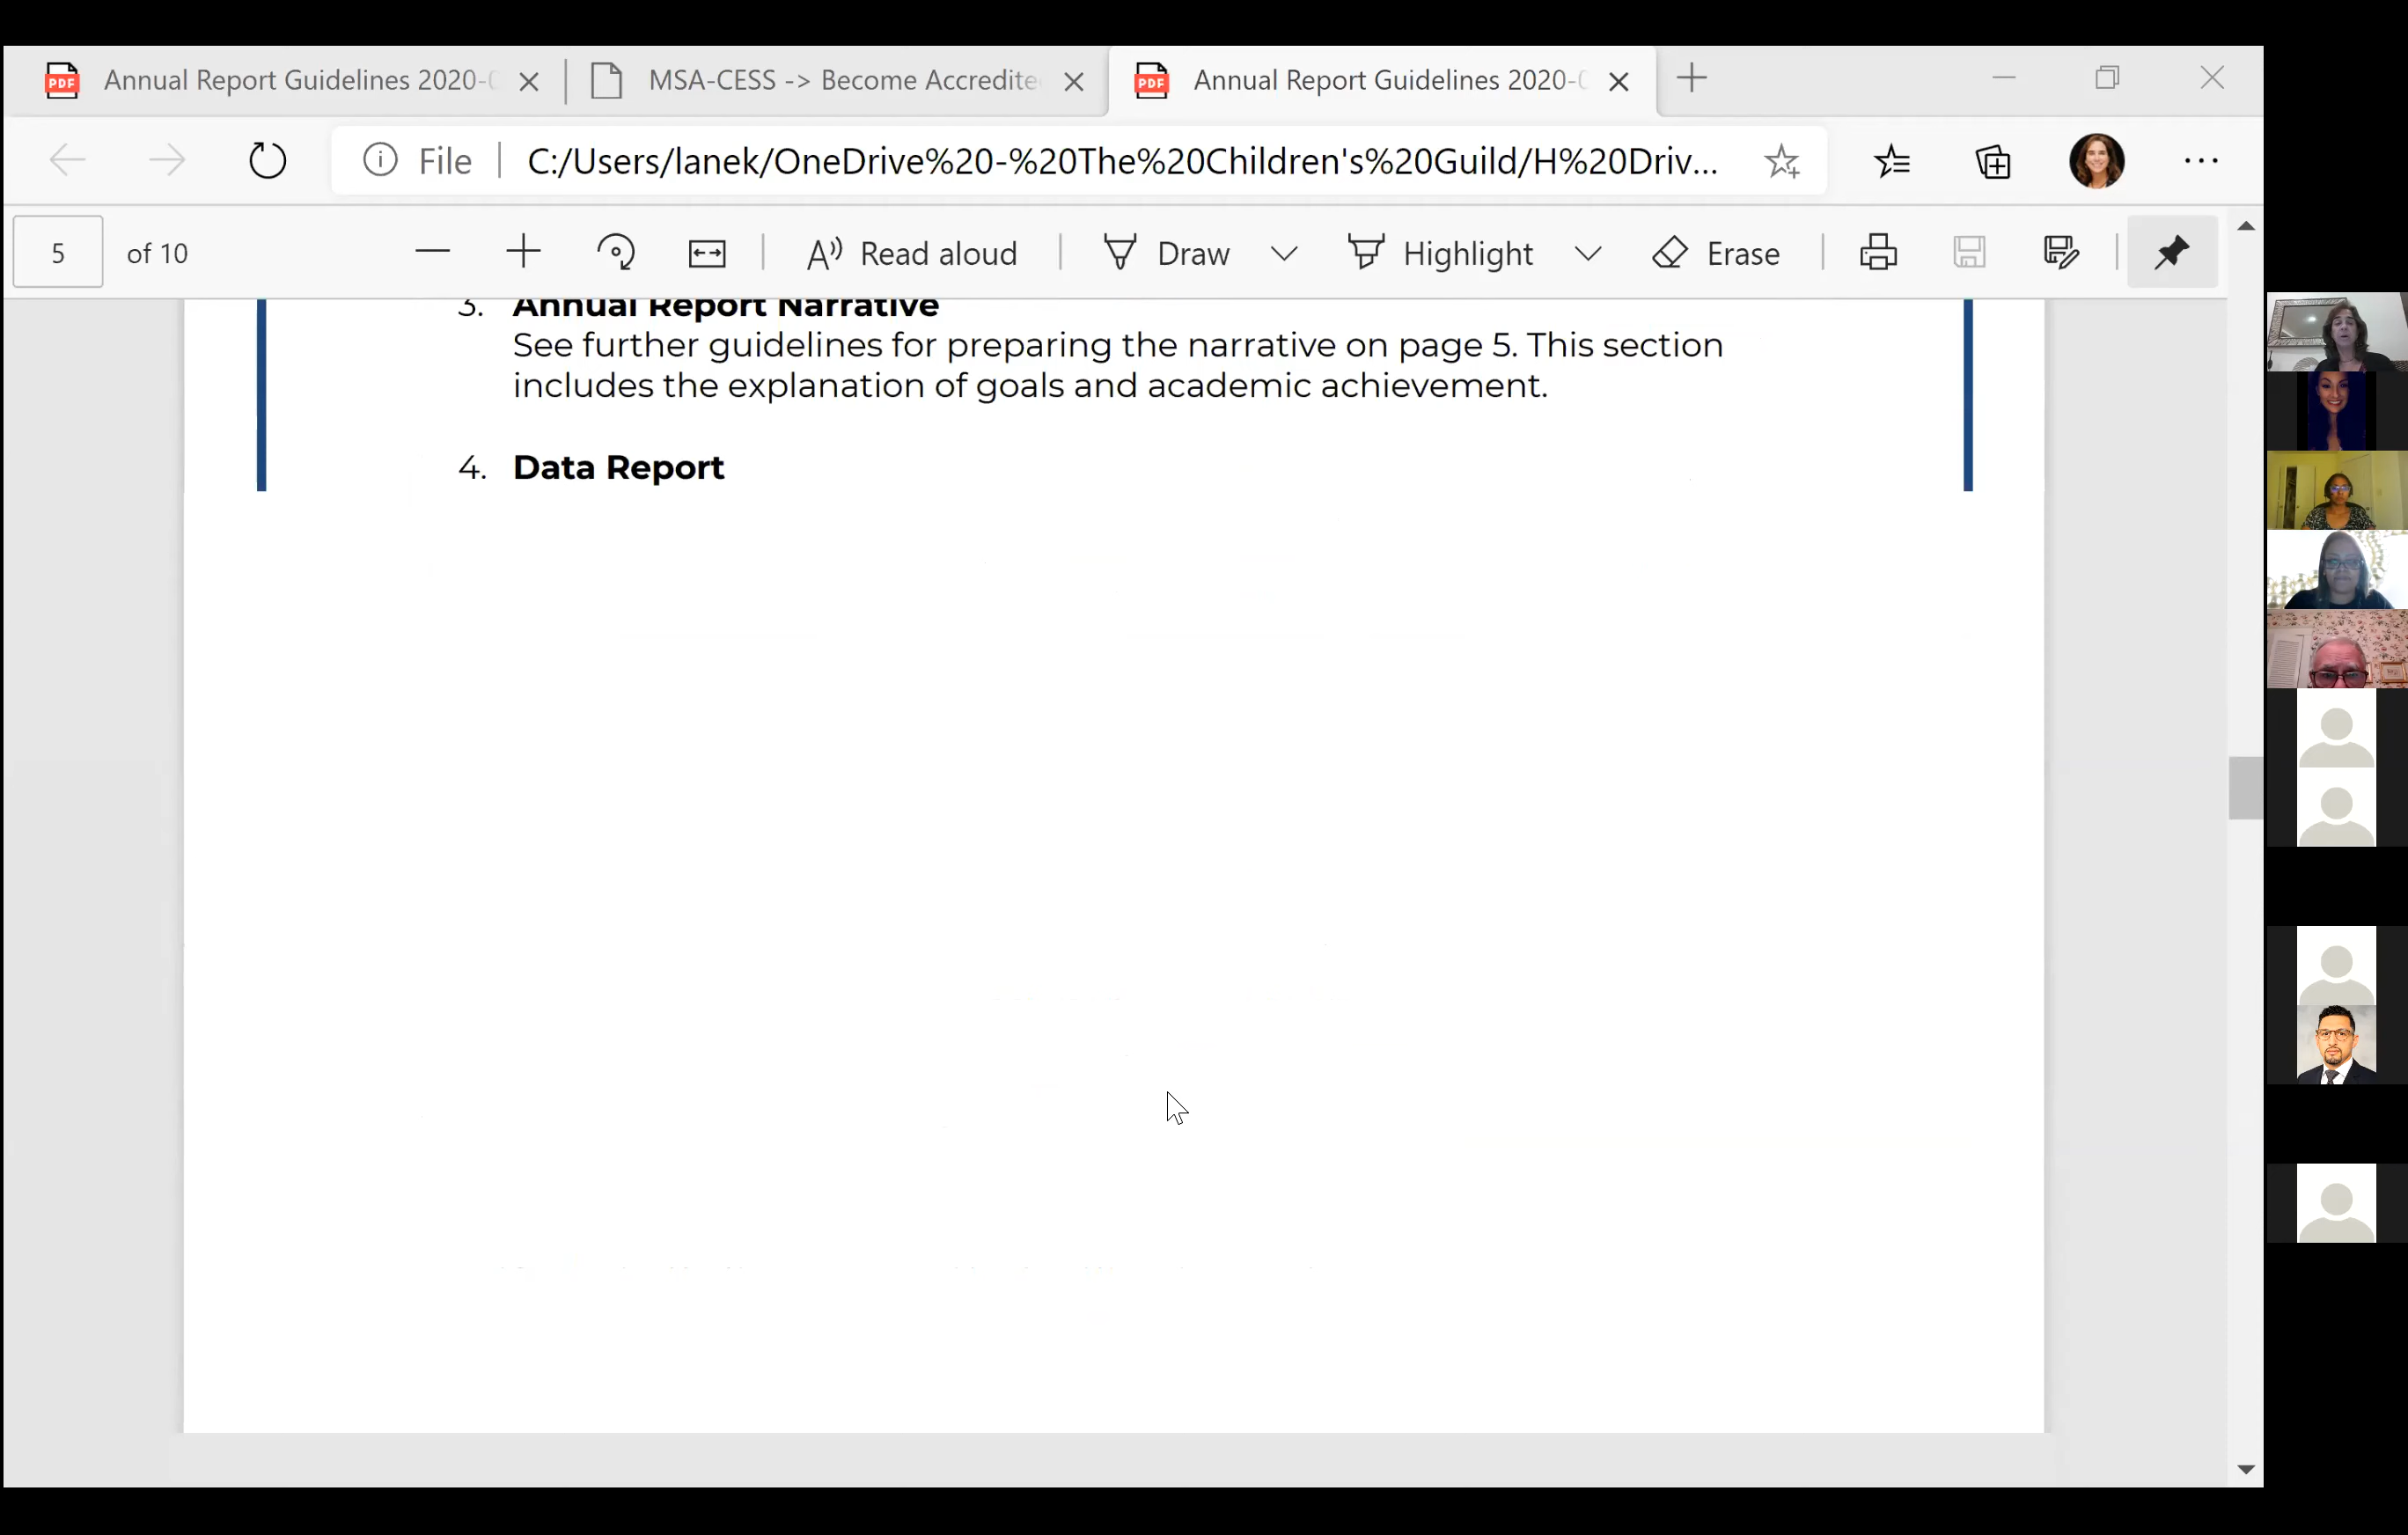 PDF Annual Report Guidelines 2020-
MSA-CESS -> Become Accredite
PDF Annual Report Guidelines 2020-
File C:/Users/lanek/OneDrive%20-%20The%20Children's%20Guild/H%20Driv...
5 of 10 Read aloud Draw Highlight Erase
3. Annual Report Narrative
See further guidelines for preparing the narrative on page 5. This section
includes the explanation of goals and academic achievement.
4. Data Report